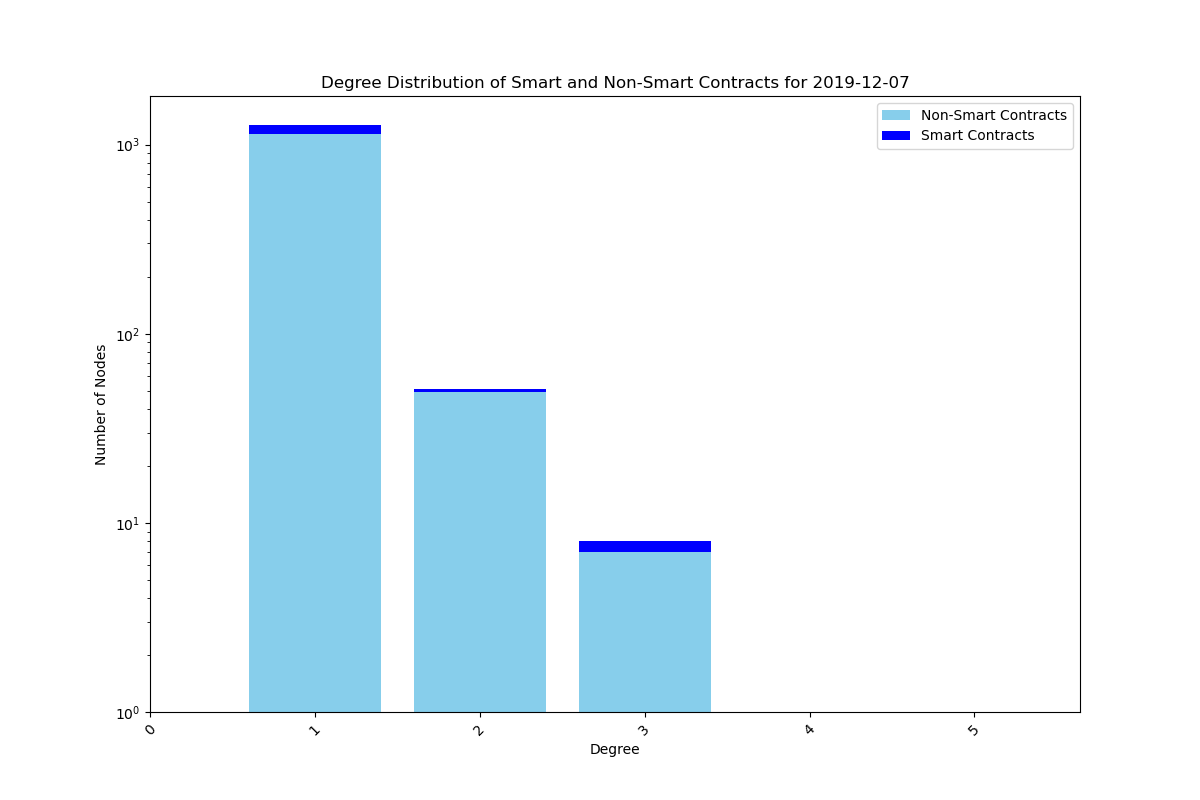 Degree Distribution of Smart and Non-Smart Contracts for 2019-12-07
Non-Smart Contracts
Smart Contracts
Number of Nodes
10³
10²
10¹
10⁰
0 1 2 3 4 5
Degree